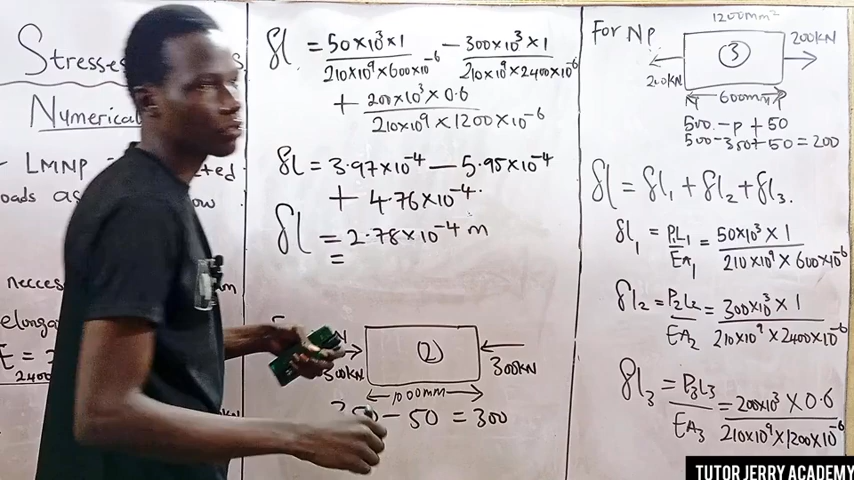 Stresses
Numerical
LMNP
loads as
ow
necces
m
elonga
E = 2
2400
δl = 50×10³×1 / 210×10⁹×600×10⁻⁶ − 300×10³×1 / 210×10⁹×2400×10⁻⁶
+ 200×10³×0.6 / 210×10⁹×1200×10⁻⁶
δl = 3.97×10⁻⁴ − 5.95×10⁻⁴
+ 4.76×10⁻⁴.
δl = 2.78×10⁻⁴ m
②
300KN
300KN
1000mm
350 − 50 = 300
1200mm²
For NP
③
200KN
200KN
N 600mm P
500 − P + 50
500 − 350 + 50 = 200
δl = δl₁ + δl₂ + δl₃.
δl₁ = P₁L₁/EA₁ = 50×10³×1 / 210×10⁹×600×10⁻⁶
δl₂ = P₂L₂/EA₂ = 300×10³×1 / 210×10⁹×2400×10⁻⁶
δl₃ = P₃L₃/EA₃ = 200×10³×0.6 / 210×10⁹×1200×10⁻⁶
TUTOR JERRY ACADEMY